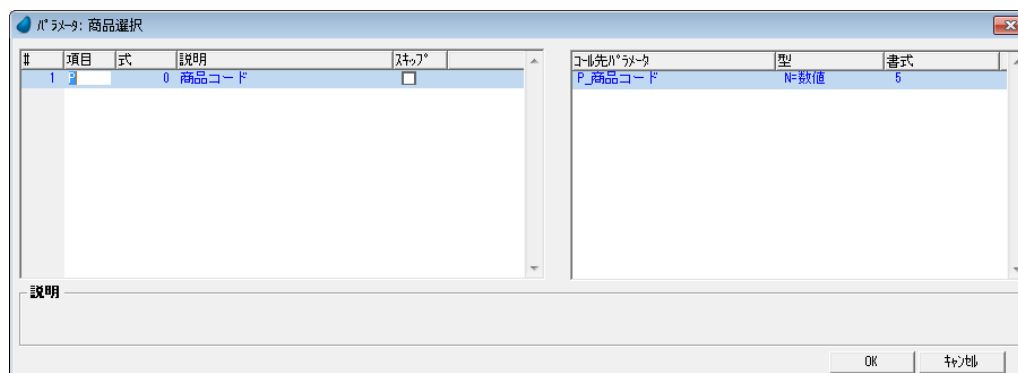 ﾊﾟﾗﾒｰﾀ: 商品選択
# 項目 式 説明 ｽｷｯﾌﾟ
1 P 0 商品コード
ｺｰﾙ先ﾊﾟﾗﾒｰﾀ 型 書式
P_商品コード N=数値 5
説明
OK ｷｬﾝｾﾙ